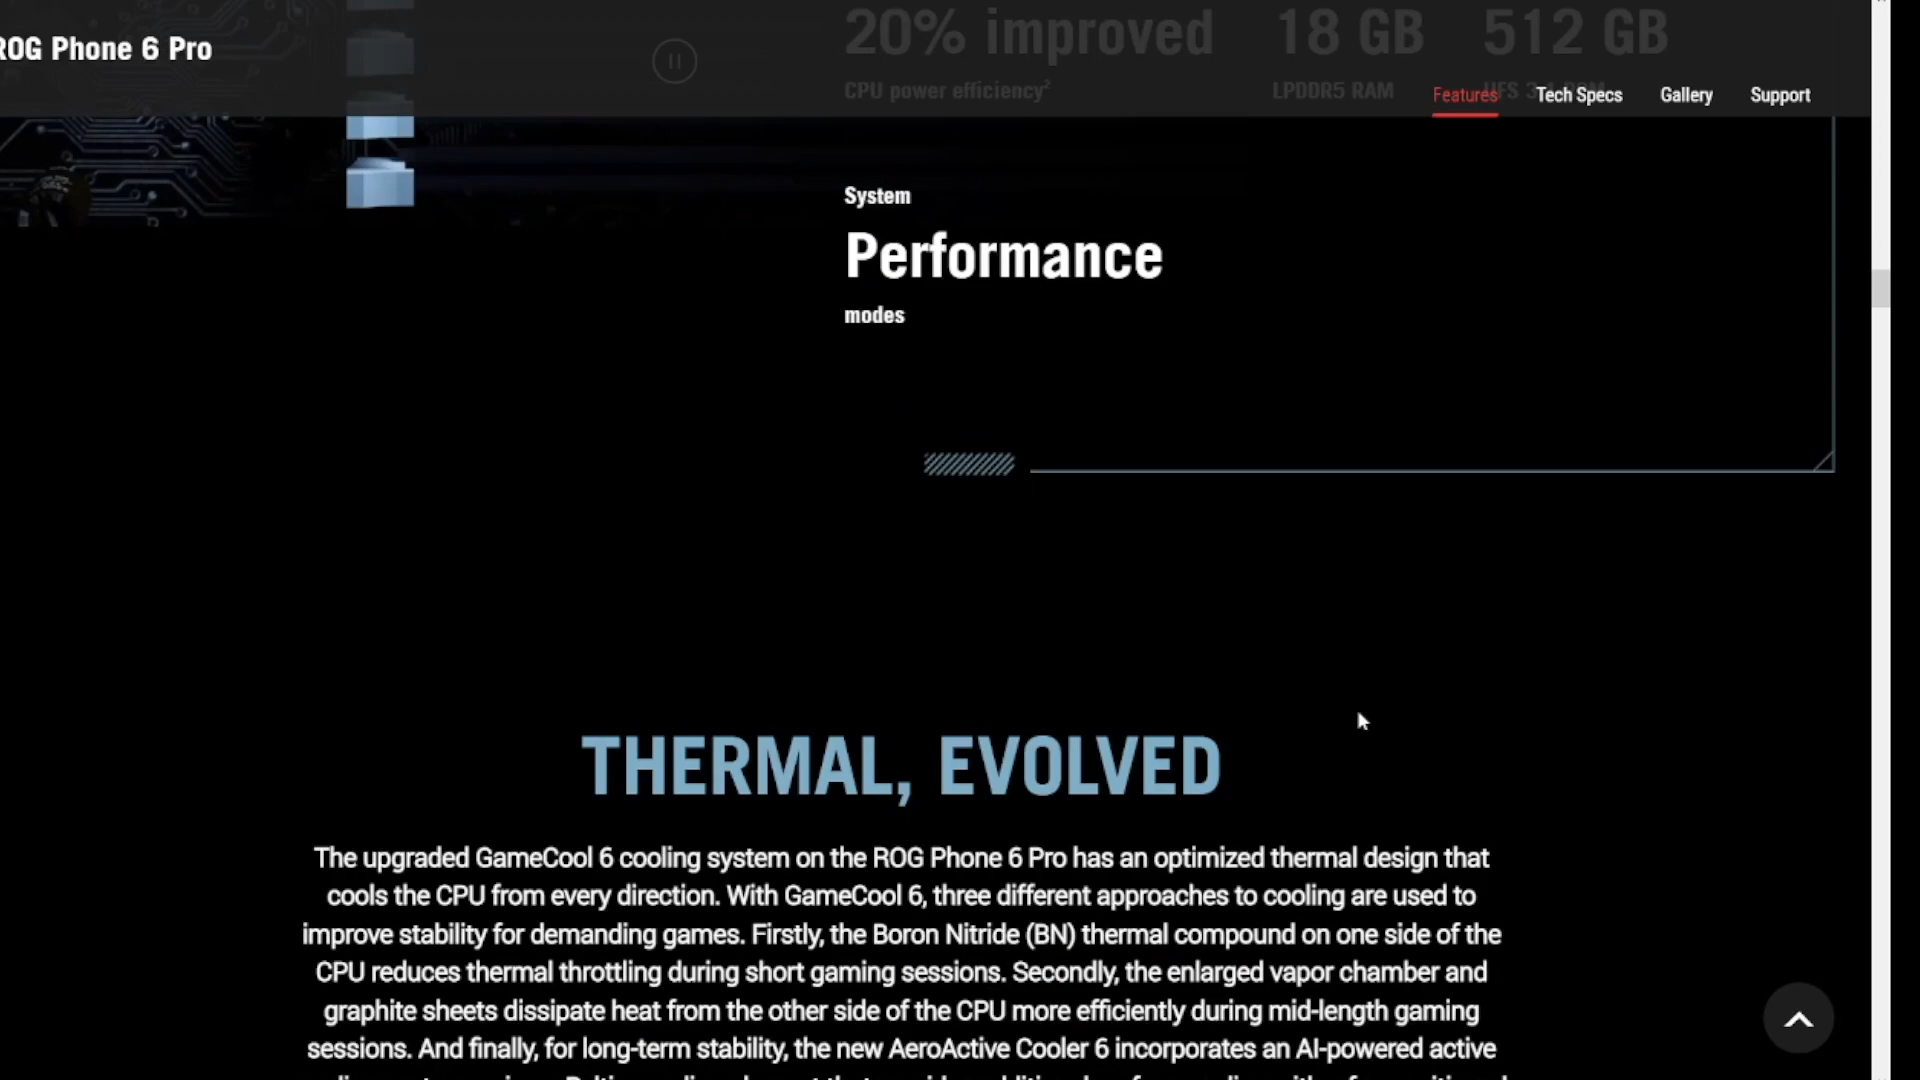 20% improved 18 GB 512 GB
ROG Phone 6 Pro
CPU power efficiency² LPDDR5 RAM
Features Tech Specs Gallery Support
System
Performance
modes
THERMAL, EVOLVED
The upgraded GameCool 6 cooling system on the ROG Phone 6 Pro has an optimized thermal design that
cools the CPU from every direction. With GameCool 6, three different approaches to cooling are used to
improve stability for demanding games. Firstly, the Boron Nitride (BN) thermal compound on one side of the
CPU reduces thermal throttling during short gaming sessions. Secondly, the enlarged vapor chamber and
graphite sheets dissipate heat from the other side of the CPU more efficiently during mid-length gaming
sessions. And finally, for long-term stability, the new AeroActive Cooler 6 incorporates an AI-powered active